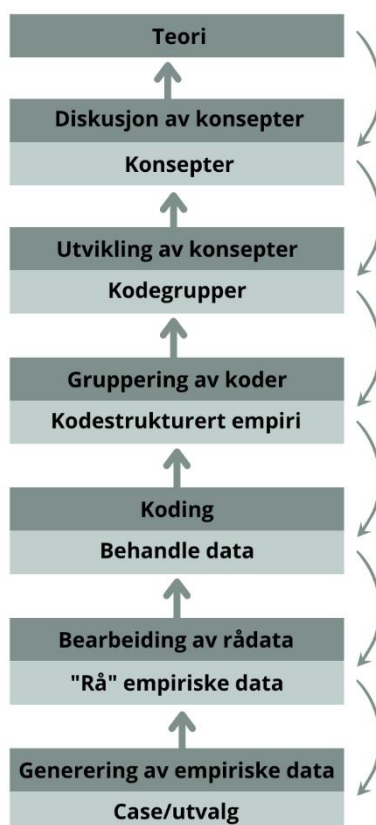 Teori
Diskusjon av konsepter
Konsepter
Utvikling av konsepter
Kodegrupper
Gruppering av koder
Kodestrukturert empiri
Koding
Behandle data
Bearbeiding av rådata
"Rå" empiriske data
Generering av empiriske data
Case/utvalg